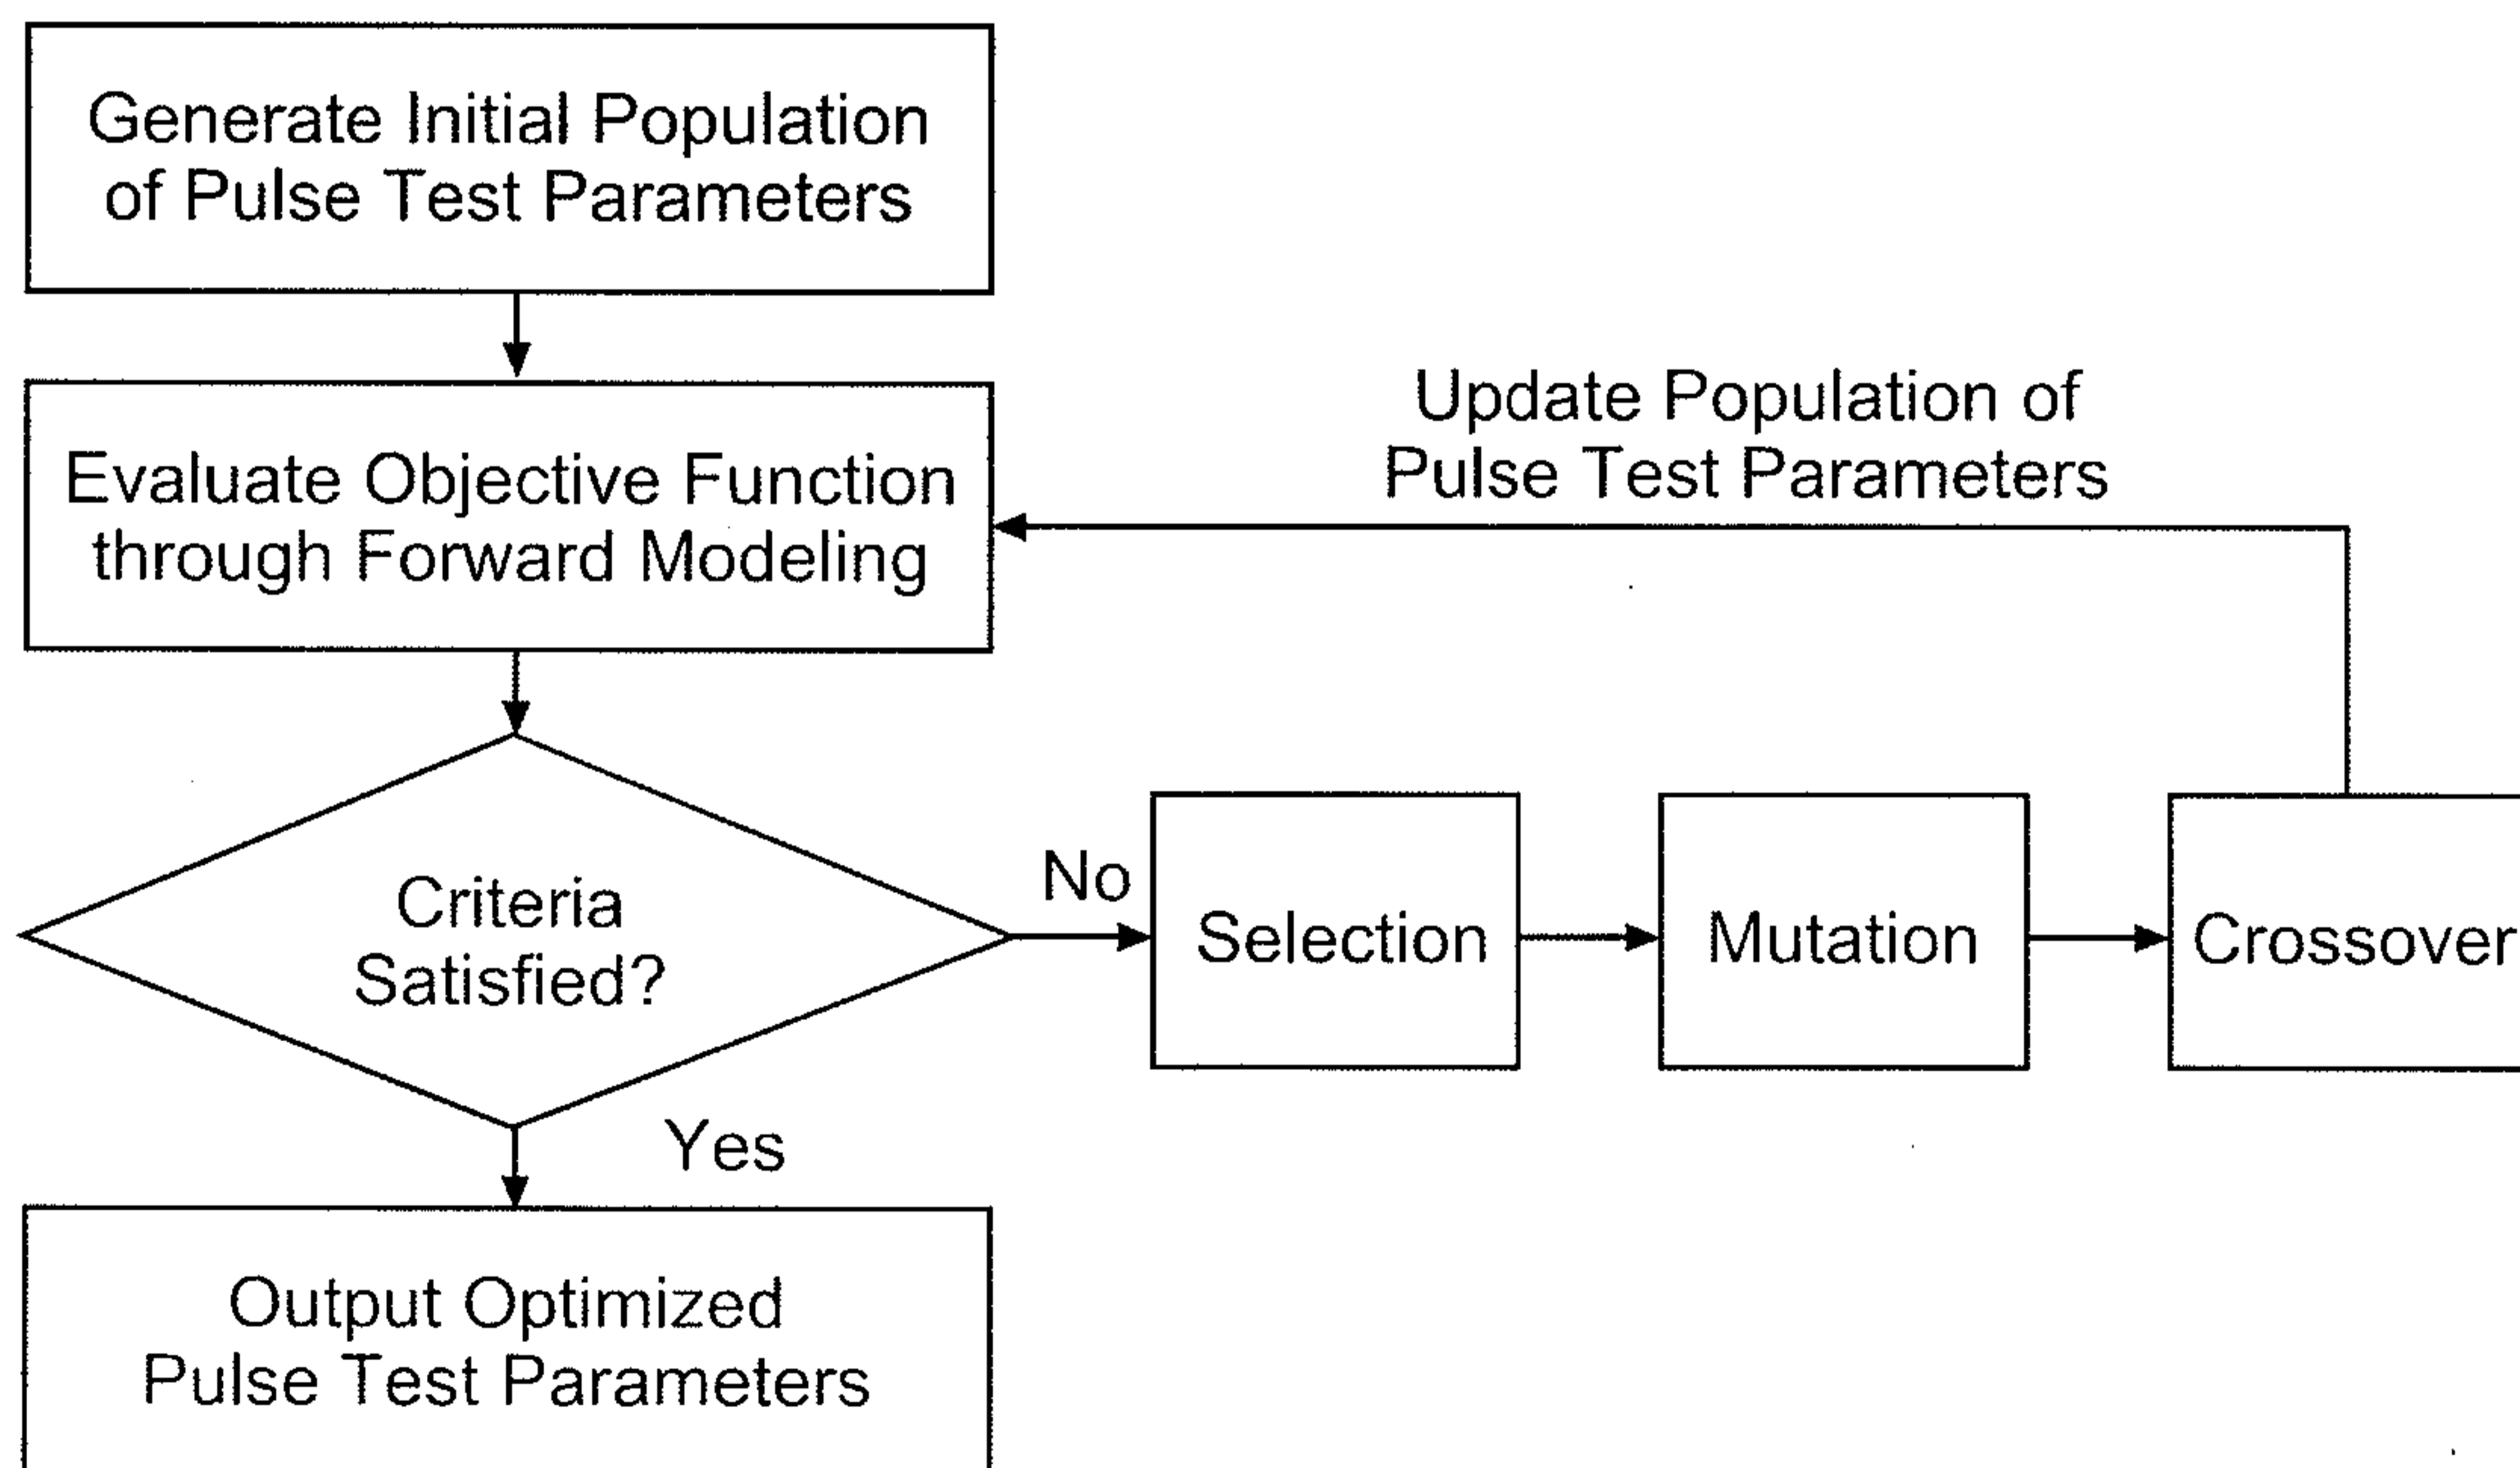 Generate Initial Population
of Pulse Test Parameters
Evaluate Objective Function
through Forward Modeling
Update Population of
Pulse Test Parameters
Criteria
Satisfied?
No
Selection
Mutation
Crossover
Yes
Output Optimized
Pulse Test Parameters